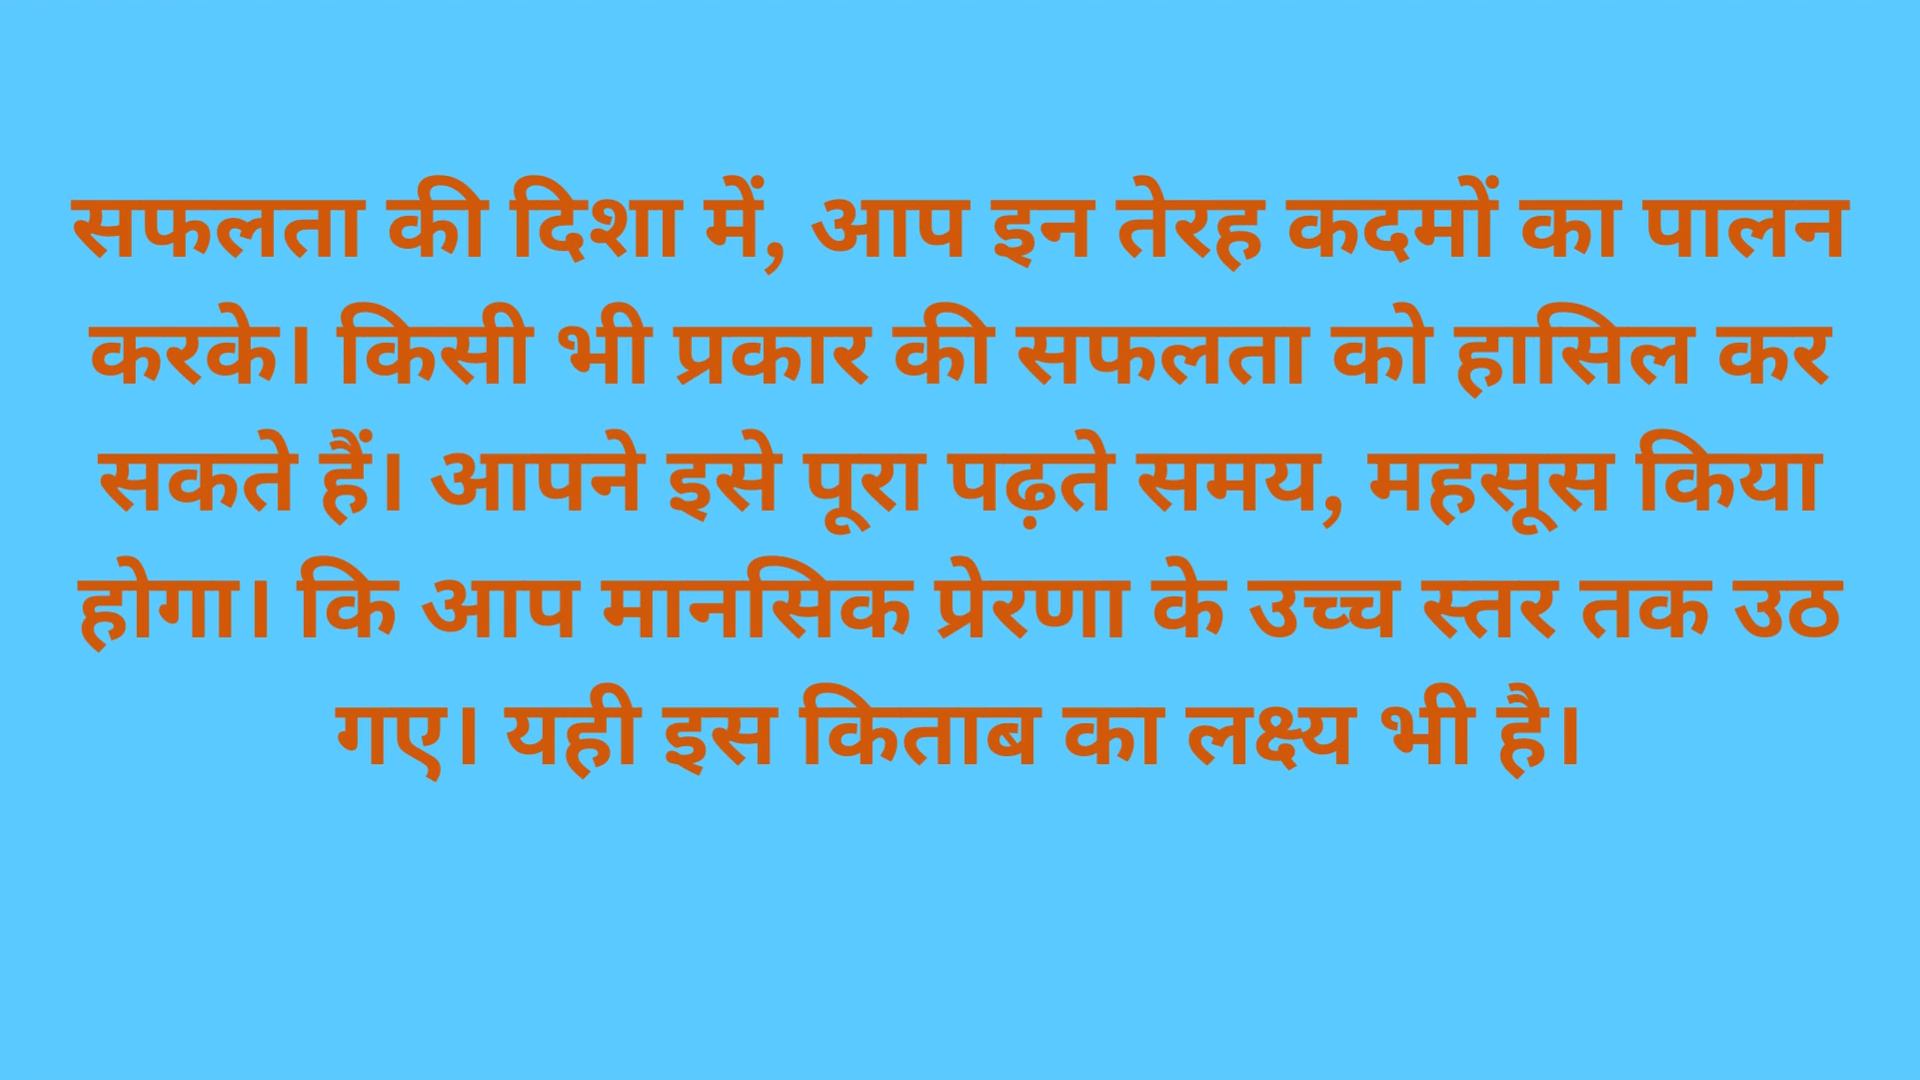 सफलता की दिशा में, आप इन तेरह कदमों का पालन
करके। किसी भी प्रकार की सफलता को हासिल कर
सकते हैं। आपने इसे पूरा पढ़ते समय, महसूस किया
होगा। कि आप मानसिक प्रेरणा के उच्च स्तर तक उठ
गए। यही इस किताब का लक्ष्य भी है।